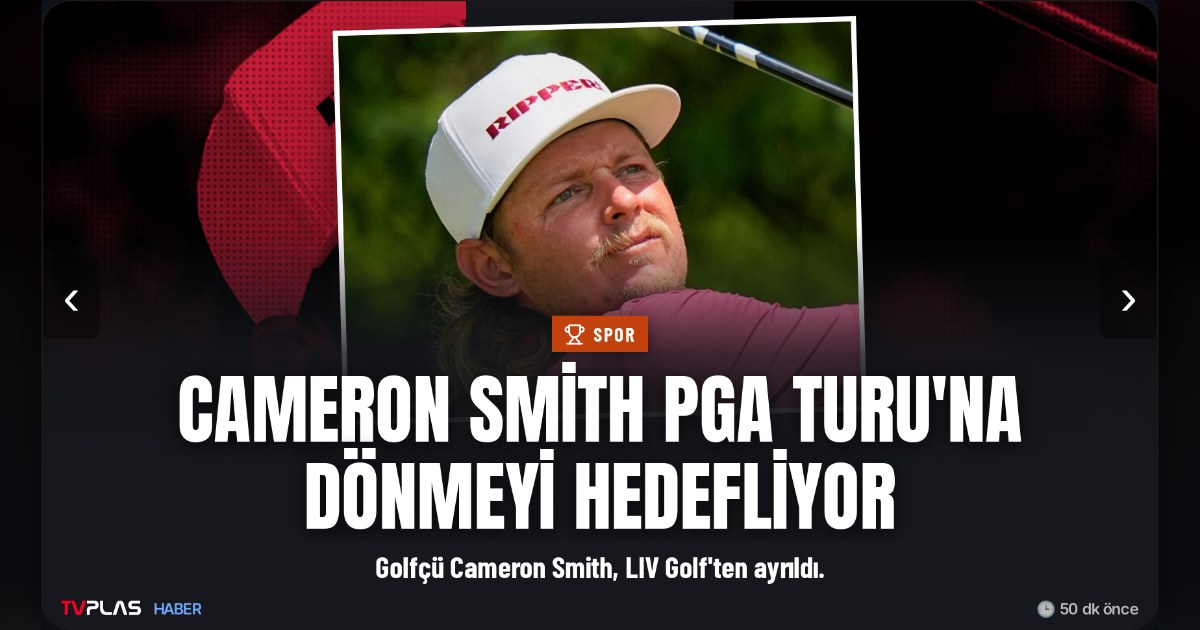 RIPPER
SPOR
CAMERON SMİTH PGA TURU'NA
DÖNMEYİ HEDEFLİYOR
Golfçü Cameron Smith, LIV Golf'ten ayrıldı.
TVPLAS HABER
50 dk önce